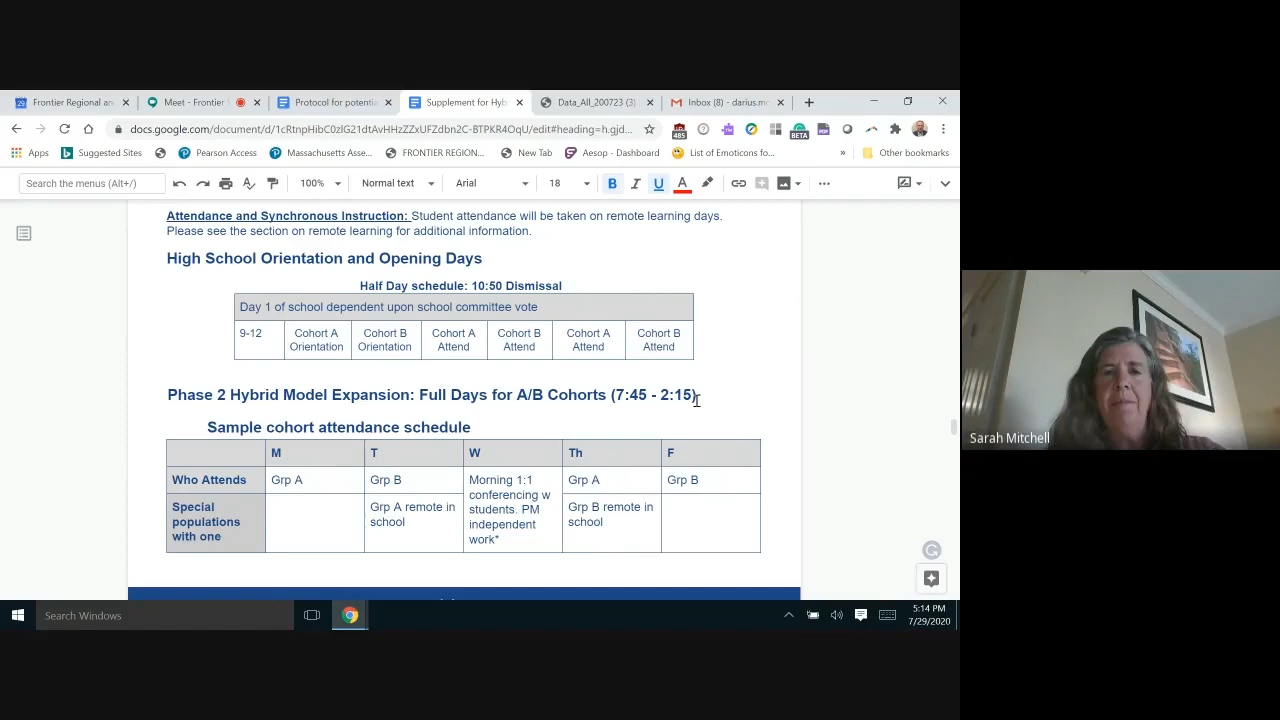 Frontier Regional an
Meet - Frontier
Protocol for potentia
Supplement for Hyb
Data_All_200723 (3)
Inbox (8) - darius.mo
docs.google.com/document/d/1cRtnpHibC0zlG21dtAvHHzZZxUFZdbn2C-BTPKR4OqU/edit#heading=h.gjd...
485
BETA
Apps
Suggested Sites
Pearson Access
Massachusetts Asse...
FRONTIER REGION...
New Tab
Aesop - Dashboard
List of Emoticons fo...
»
Other bookmarks
Search the menus (Alt+/)
100%
Normal text
Arial
18
B
I
U
A
Attendance and Synchronous Instruction: Student attendance will be taken on remote learning days.
Please see the section on remote learning for additional information.
High School Orientation and Opening Days
Half Day schedule: 10:50 Dismissal
Day 1 of school dependent upon school committee vote
9-12
Cohort A
Orientation
Cohort B
Orientation
Cohort A
Attend
Cohort B
Attend
Cohort A
Attend
Cohort B
Attend
Phase 2 Hybrid Model Expansion: Full Days for A/B Cohorts (7:45 - 2:15)
Sample cohort attendance schedule
M
T
W
Th
F
Who Attends
Grp A
Grp B
Morning 1:1
conferencing w
students. PM
independent
work*
Grp A
Grp B
Special
populations
with one
Grp A remote in
school
Grp B remote in
school
Search Windows
5:14 PM
7/29/2020
Sarah Mitchell